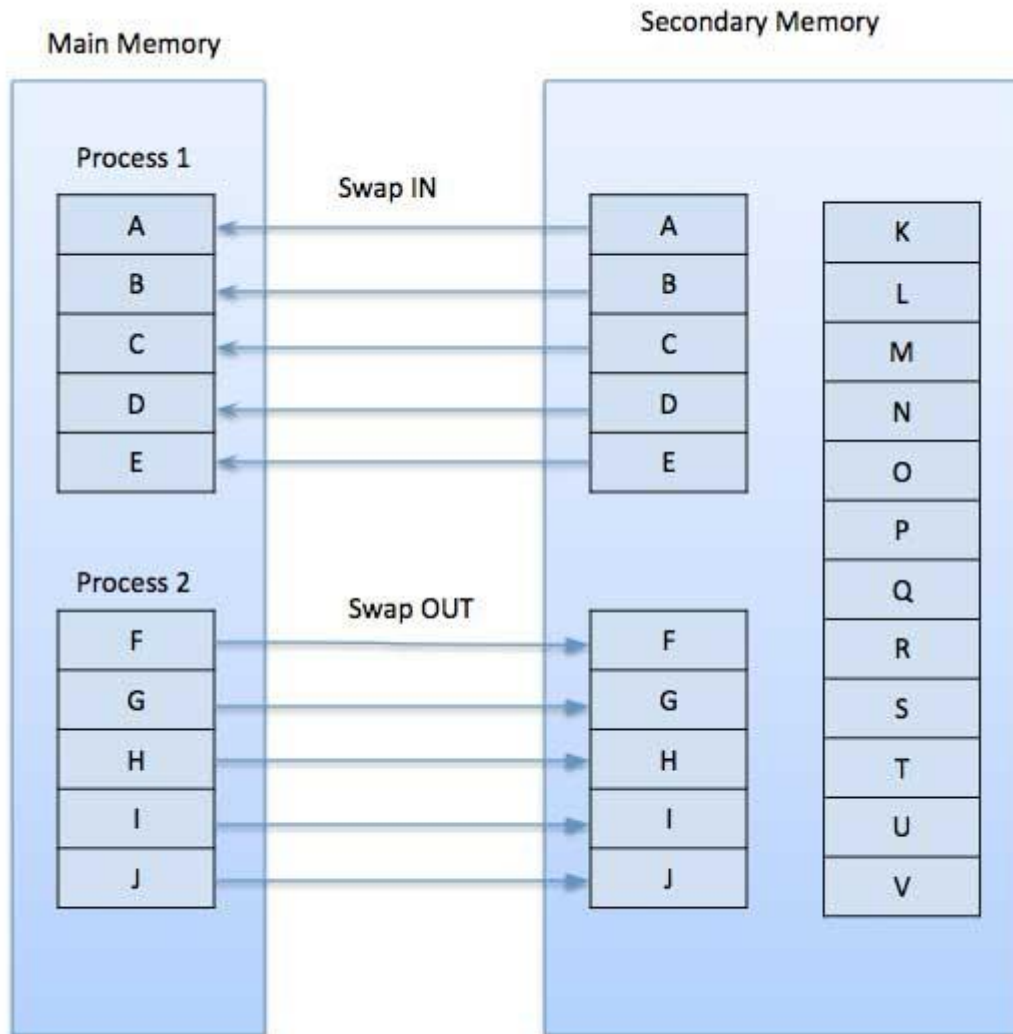 Main Memory
Secondary Memory
Process 1
Swap IN
A
B
C
D
E
A
B
C
D
E
Process 2
Swap OUT
F
G
H
I
J
F
G
H
I
J
K
L
M
N
O
P
Q
R
S
T
U
V